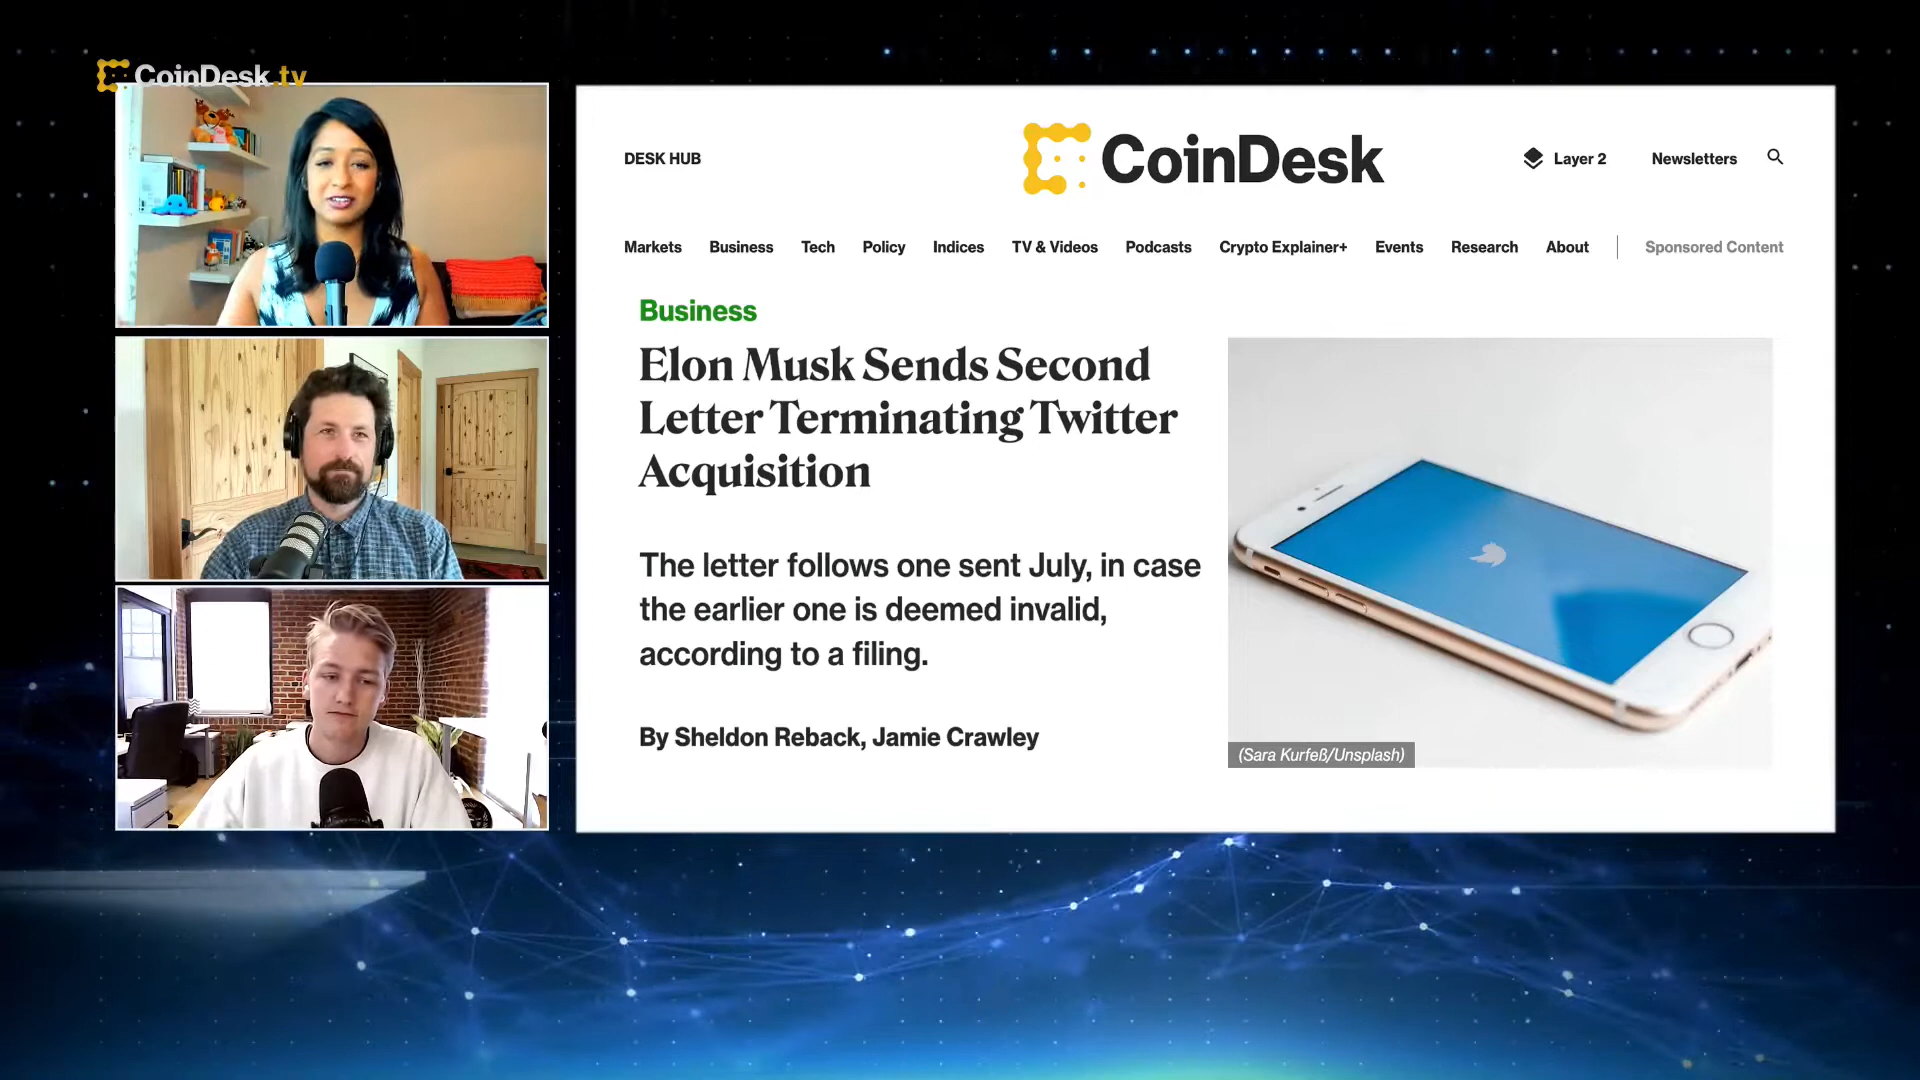 CoinDesk.tv
DESK HUB
CoinDesk
Layer 2
Newsletters
Markets Business Tech Policy Indices TV & Videos Podcasts Crypto Explainer+ Events Research About Sponsored Content
Business
Elon Musk Sends Second
Letter Terminating Twitter
Acquisition
The letter follows one sent July, in case
the earlier one is deemed invalid,
according to a filing.
By Sheldon Reback, Jamie Crawley
(Sara Kurfeß/Unsplash)